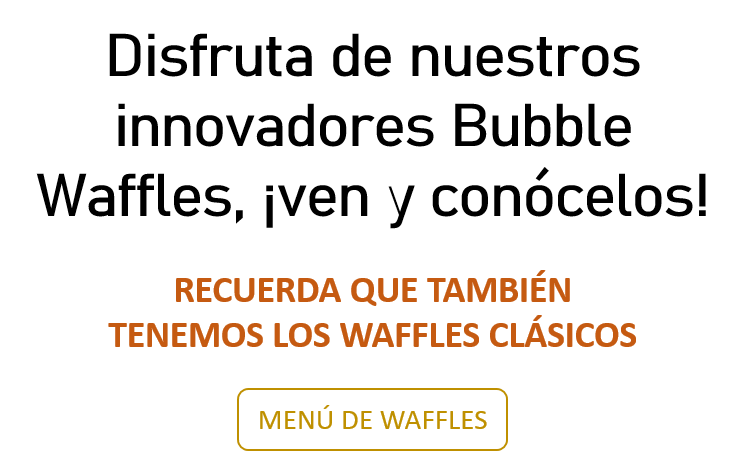 Disfruta de nuestros
innovadores Bubble
Waffles, ¡ven y conócelos!
RECUERDA QUE TAMBIÉN
TENEMOS LOS WAFFLES CLÁSICOS
MENÚ DE WAFFLES